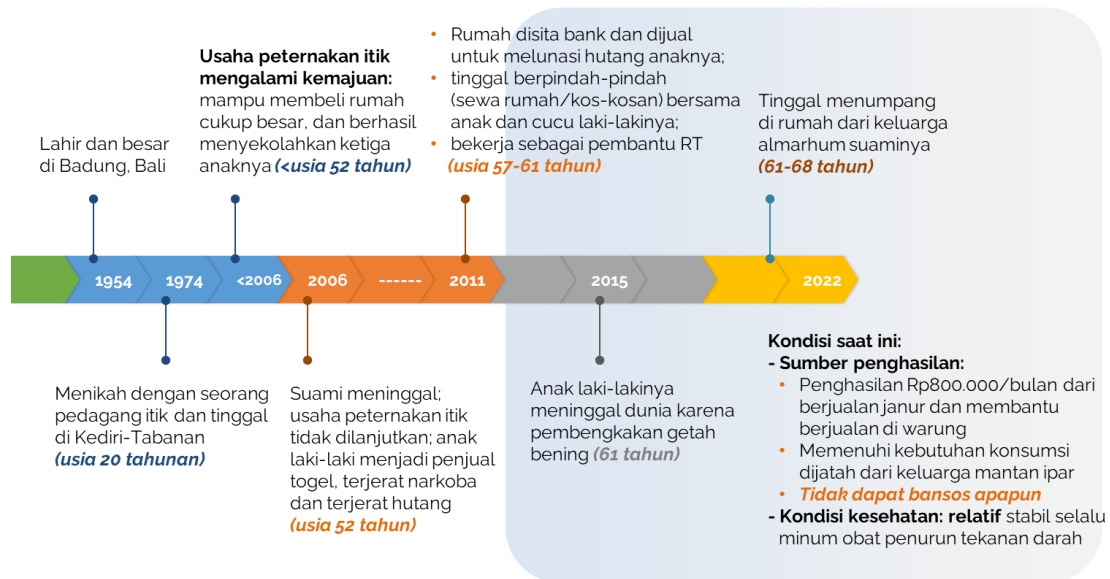 Lahir dan besar
di Badung, Bali
Usaha peternakan itik
mengalami kemajuan:
mampu membeli rumah
cukup besar, dan berhasil
menyekolahkan ketiga
anaknya (<usia 52 tahun)
• Rumah disita bank dan dijual
untuk melunasi hutang anaknya;
• tinggal berpindah-pindah
(sewa rumah/kos-kosan) bersama
anak dan cucu laki-lakinya;
• bekerja sebagai pembantu RT
(usia 57-61 tahun)
Tinggal menumpang
di rumah dari keluarga
almarhum suaminya
(61-68 tahun)
1954 1974 <2006 2006 ------ 2011 2015 2022
Menikah dengan seorang
pedagang itik dan tinggal
di Kediri-Tabanan
(usia 20 tahunan)
Suami meninggal;
usaha peternakan itik
tidak dilanjutkan; anak
laki-laki menjadi penjual
togel, terjerat narkoba
dan terjerat hutang
(usia 52 tahun)
Anak laki-lakinya
meninggal dunia karena
pembengkakan getah
bening (61 tahun)
Kondisi saat ini:
- Sumber penghasilan:
• Penghasilan Rp800.000/bulan dari
berjualan janur dan membantu
berjualan di warung
• Memenuhi kebutuhan konsumsi
dijatah dari keluarga mantan ipar
• Tidak dapat bansos apapun
- Kondisi kesehatan: relatif stabil selalu
minum obat penurun tekanan darah